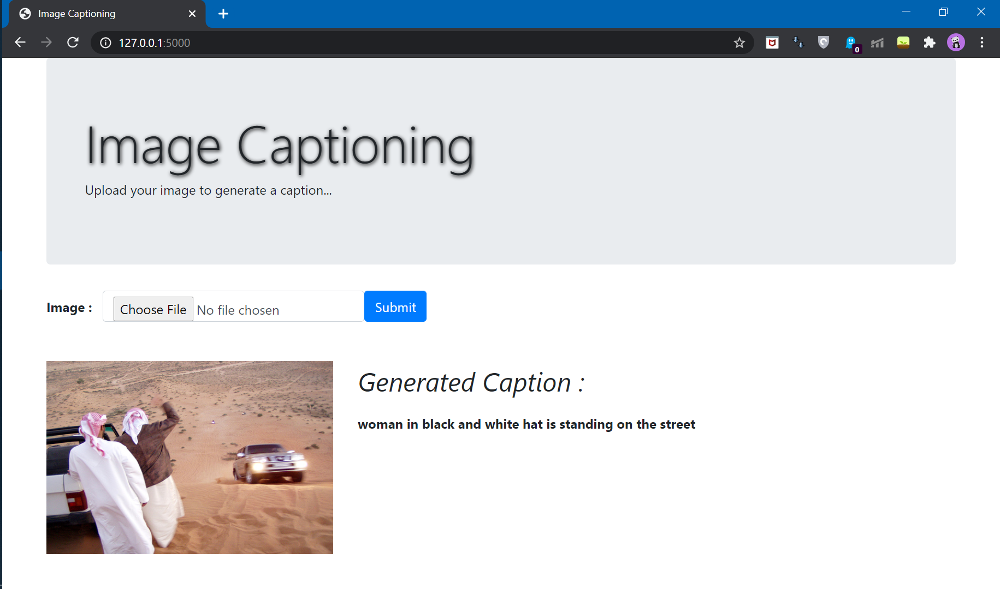 Image Captioning
127.0.0.1:5000
0
Image Captioning
Upload your image to generate a caption...
Image :
Choose File No file chosen
Submit
Generated Caption :
woman in black and white hat is standing on the street